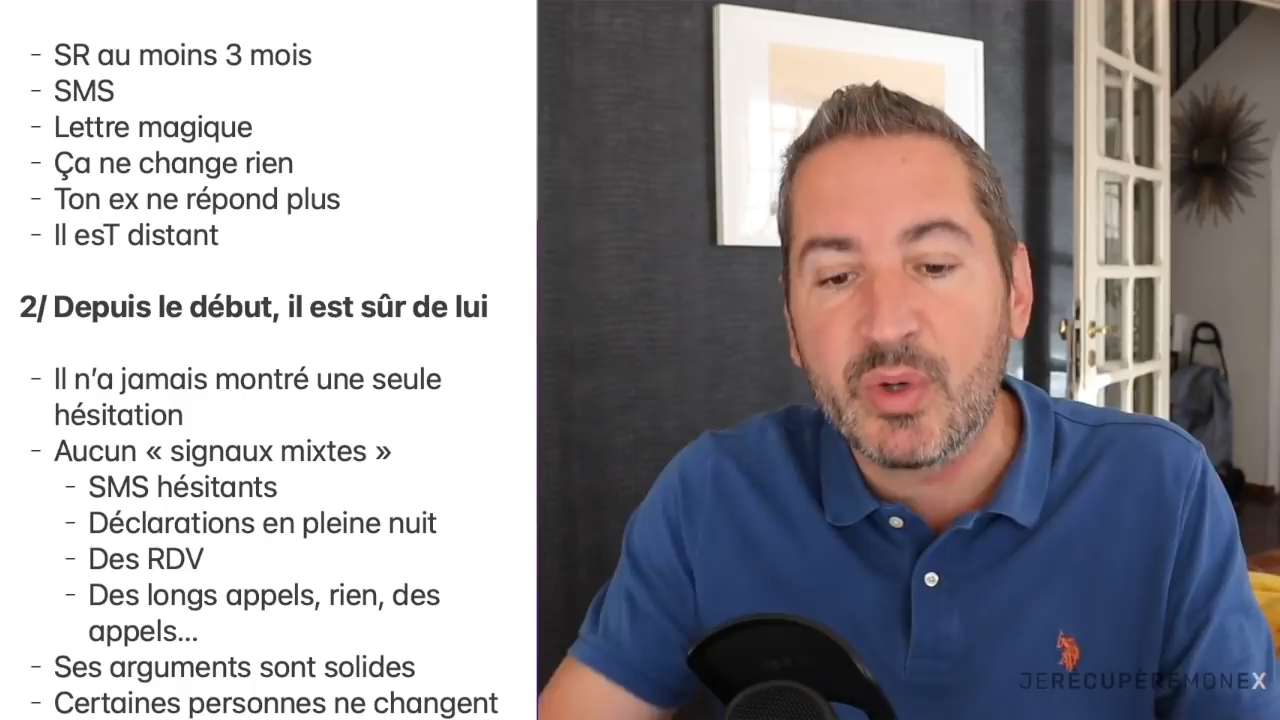 - SR au moins 3 mois
- SMS
- Lettre magique
- Ça ne change rien
- Ton ex ne répond plus
- Il esT distant
2/ Depuis le début, il est sûr de lui
- Il n'a jamais montré une seule
hésitation
- Aucun « signaux mixtes »
- SMS hésitants
- Déclarations en pleine nuit
- Des RDV
- Des longs appels, rien, des
appels...
- Ses arguments sont solides
- Certaines personnes ne changent
JERECUPEREMONEX